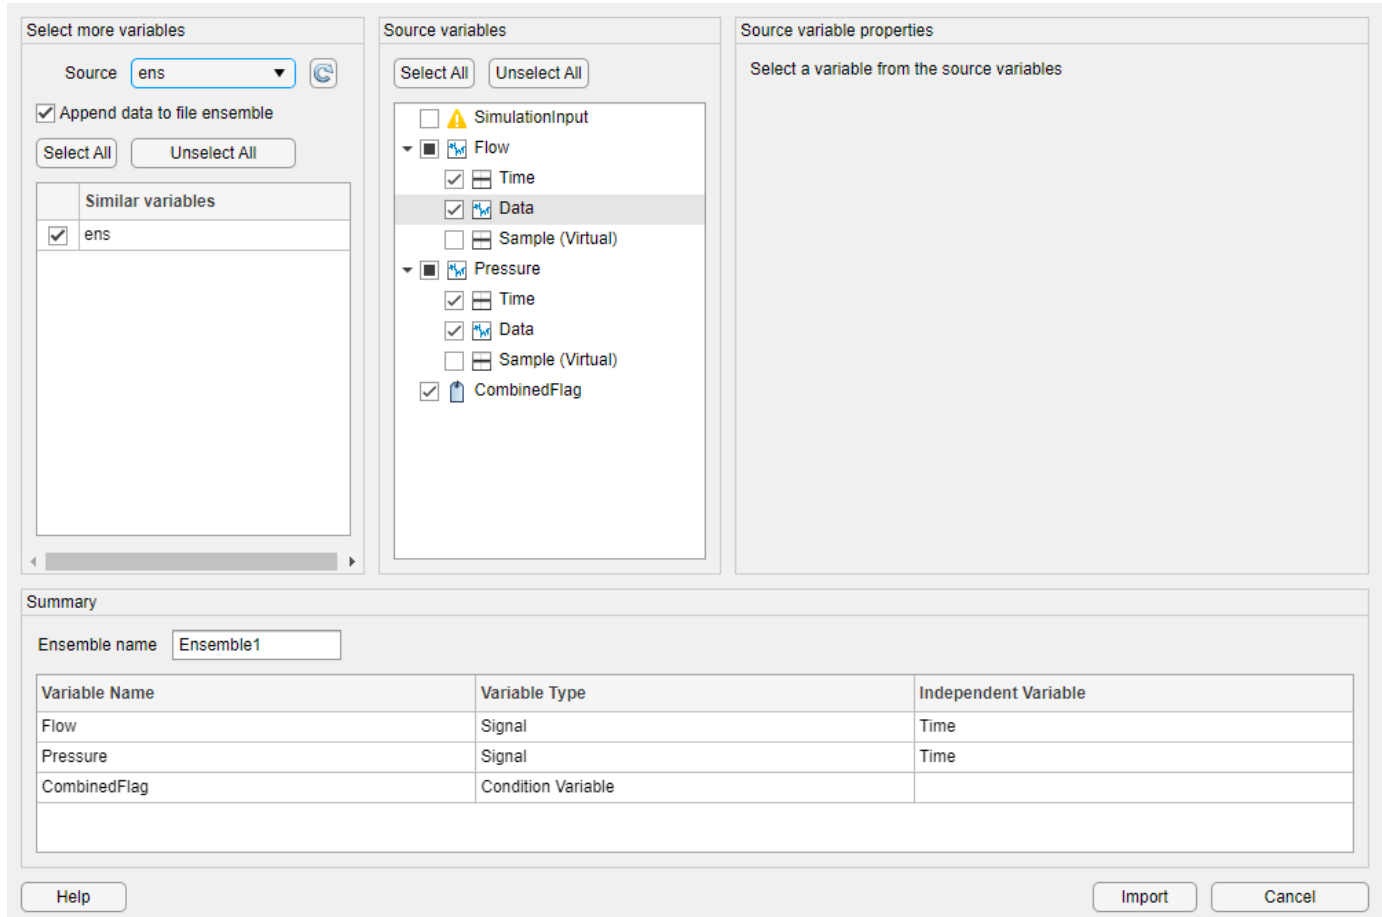 Select more variables
Source ens
Append data to file ensemble
Select All Unselect All
Similar variables
ens
Source variables
Select All Unselect All
SimulationInput
Flow
Time
Data
Sample (Virtual)
Pressure
Time
Data
Sample (Virtual)
CombinedFlag
Source variable properties
Select a variable from the source variables
Summary
Ensemble name Ensemble1
Variable Name Variable Type Independent Variable
Flow Signal Time
Pressure Signal Time
CombinedFlag Condition Variable
Help Import Cancel